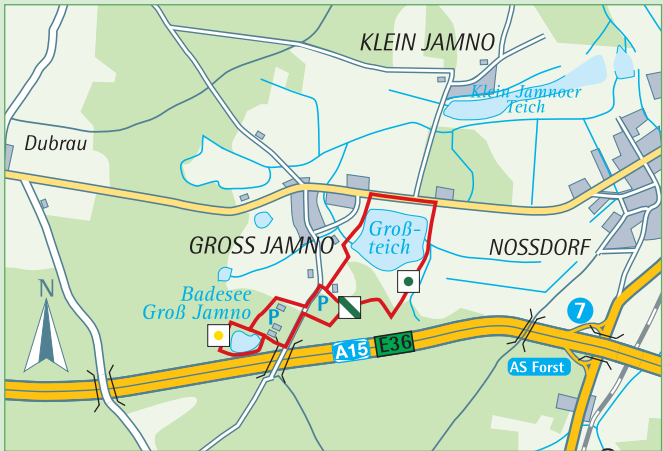 KLEIN JAMNO
Klein Jamnoer
Teich
Dubrau
Groß-
teich
GROSS JAMNO
NOSSDORF
Badesee
Groß Jamno
N
P
P
7
A15
E36
AS Forst